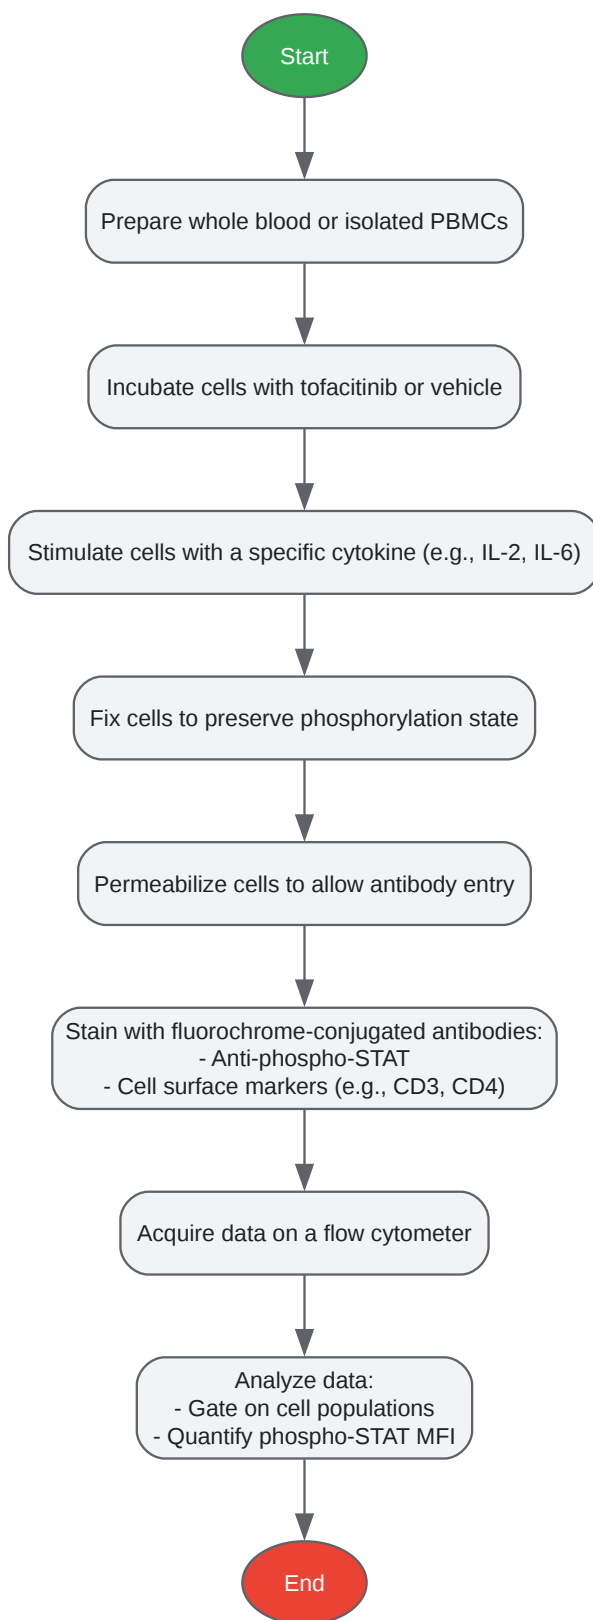 Start
Prepare whole blood or isolated PBMCs
Incubate cells with tofacitinib or vehicle
Stimulate cells with a specific cytokine (e.g., IL-2, IL-6)
Fix cells to preserve phosphorylation state
Permeabilize cells to allow antibody entry
Stain with fluorochrome-conjugated antibodies:
- Anti-phospho-STAT
- Cell surface markers (e.g., CD3, CD4)
Acquire data on a flow cytometer
Analyze data:
- Gate on cell populations
- Quantify phospho-STAT MFI
End